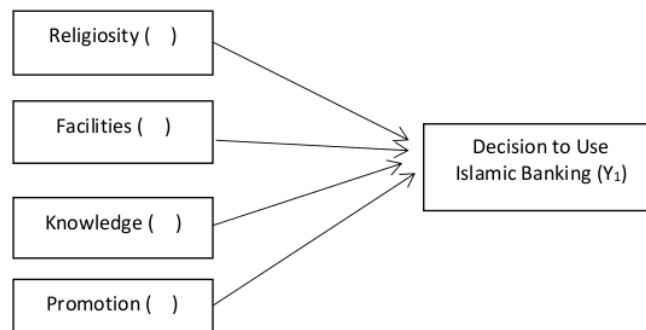 Religiosity (   )
Facilities (   )
Knowledge (   )
Promotion (   )
Decision to Use
Islamic Banking (Y₁)